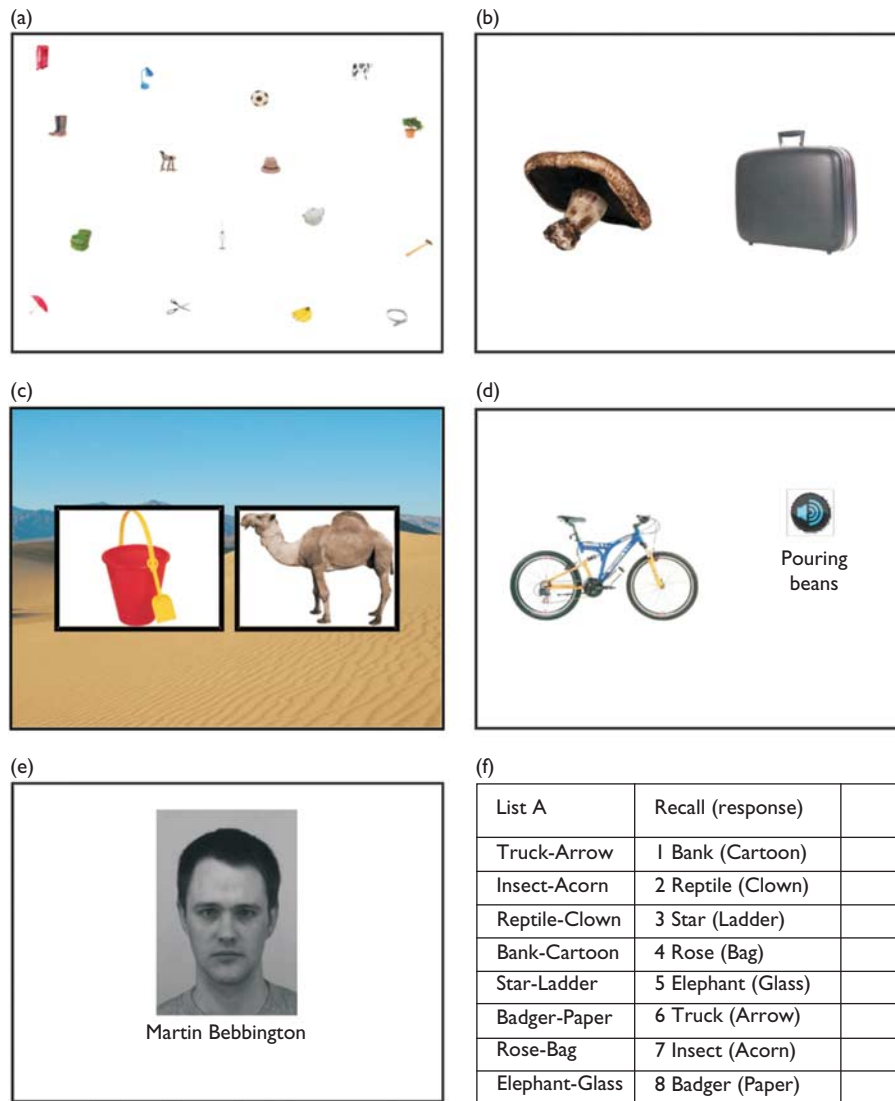 (a)
(b)
(c)
(d)
Pouring
beans
(e)
Martin Bebbington
(f)
List A Recall (response)
Truck-Arrow 1 Bank (Cartoon)
Insect-Acorn 2 Reptile (Clown)
Reptile-Clown 3 Star (Ladder)
Bank-Cartoon 4 Rose (Bag)
Star-Ladder 5 Elephant (Glass)
Badger-Paper 6 Truck (Arrow)
Rose-Bag 7 Insect (Acorn)
Elephant-Glass 8 Badger (Paper)